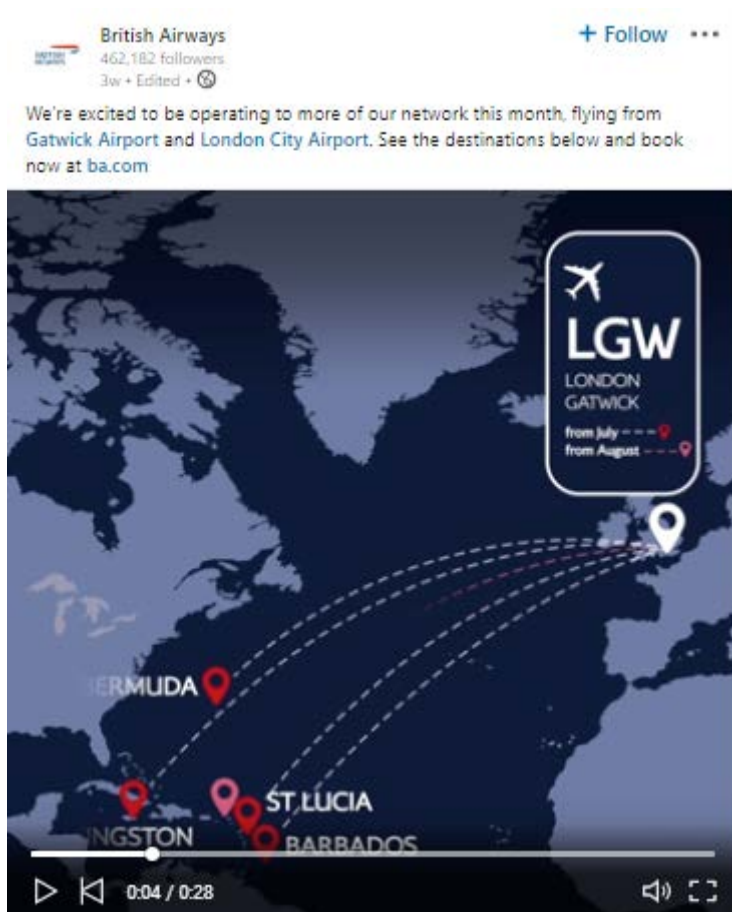 British Airways
462,182 followers
3w • Edited •
+ Follow
We're excited to be operating to more of our network this month, flying from
Gatwick Airport and London City Airport. See the destinations below and book
now at ba.com
LGW
LONDON
GATWICK
from July
from August
ERMUDA
ST LUCIA
INGSTON
BARBADOS
0:04 / 0:28